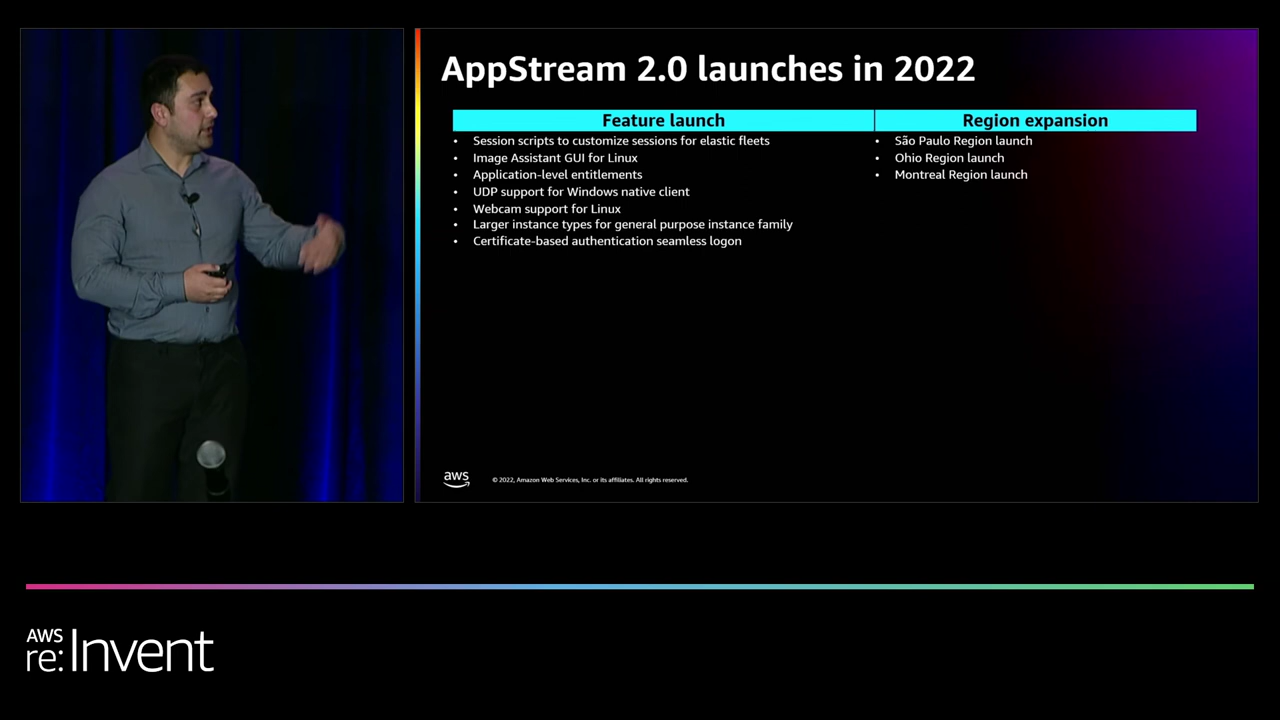 AppStream 2.0 launches in 2022
Feature launch
• Session scripts to customize sessions for elastic fleets
• Image Assistant GUI for Linux
• Application-level entitlements
• UDP support for Windows native client
• Webcam support for Linux
• Larger instance types for general purpose instance family
• Certificate-based authentication seamless logon
Region expansion
• São Paulo Region launch
• Ohio Region launch
• Montreal Region launch
aws
© 2022, Amazon Web Services, Inc. or its affiliates. All rights reserved.
AWS
re:Invent